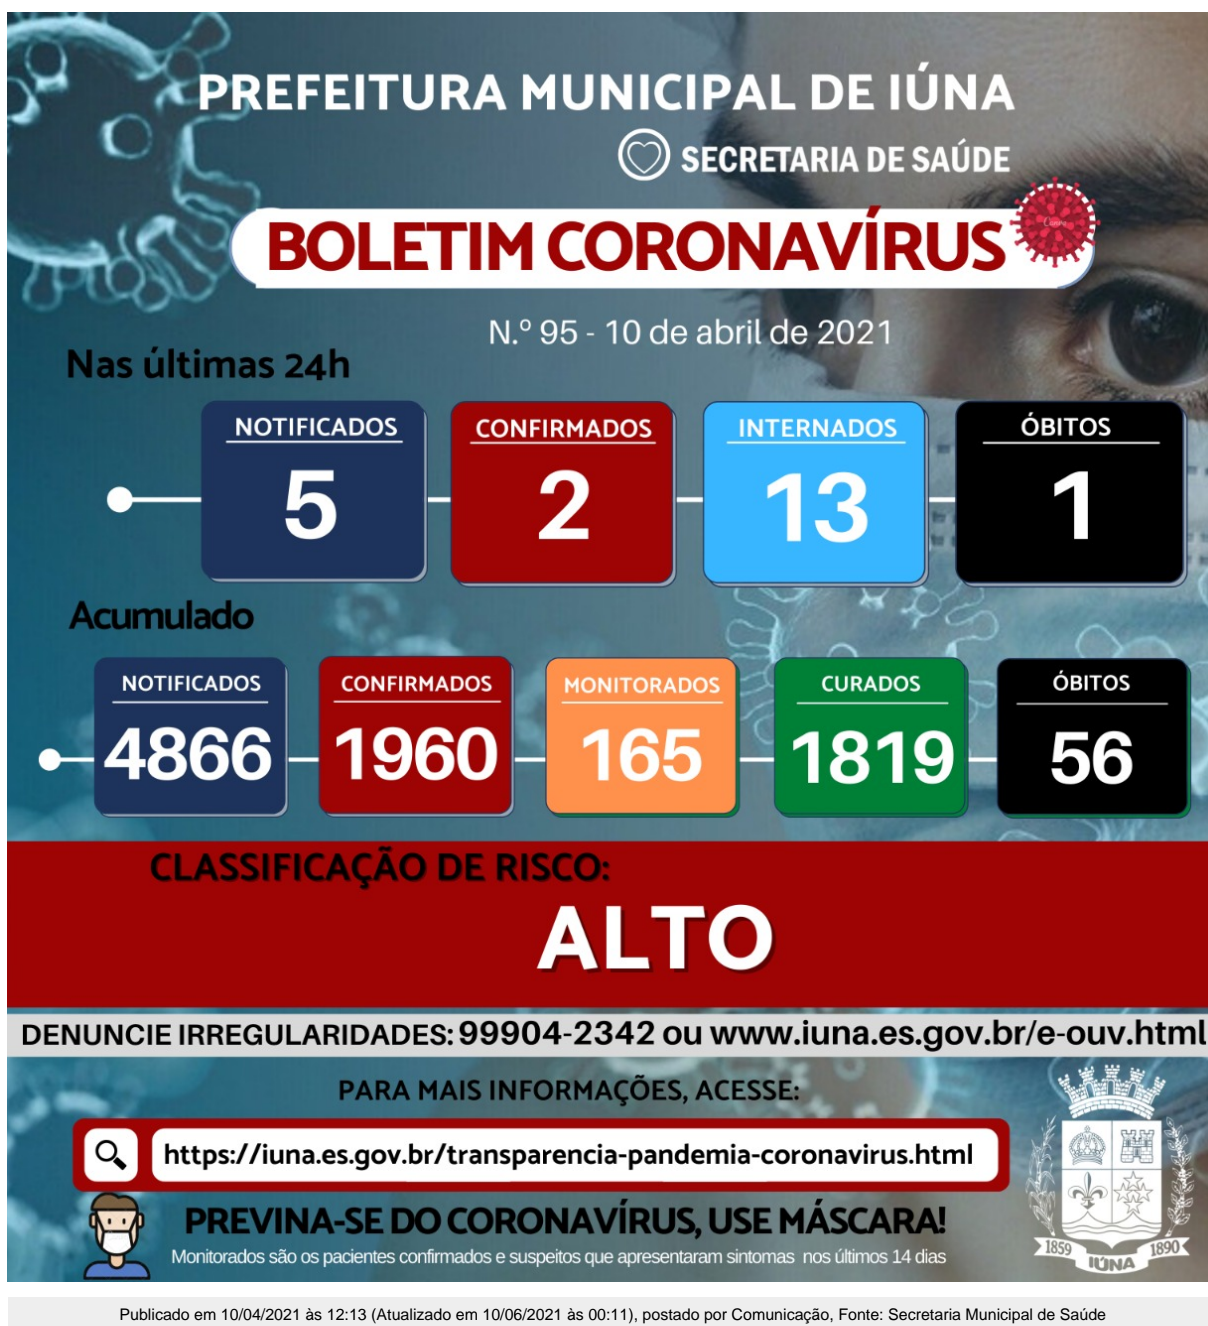 PREFEITURA MUNICIPAL DE IÚNA
SECRETARIA DE SAÚDE
BOLETIM CORONAVÍRUS
Canva
N.º 95 - 10 de abril de 2021
Nas últimas 24h
NOTIFICADOS
5
CONFIRMADOS
2
INTERNADOS
13
ÓBITOS
1
Acumulado
NOTIFICADOS
4866
CONFIRMADOS
1960
MONITORADOS
165
CURADOS
1819
ÓBITOS
56
CLASSIFICAÇÃO DE RISCO:
ALTO
DENUNCIE IRREGULARIDADES: 99904-2342 ou www.iuna.es.gov.br/e-ouv.html
PARA MAIS INFORMAÇÕES, ACESSE:
https://iuna.es.gov.br/transparencia-pandemia-coronavirus.html
PREVINA-SE DO CORONAVÍRUS, USE MÁSCARA!
Monitorados são os pacientes confirmados e suspeitos que apresentaram sintomas nos últimos 14 dias
1859 IÚNA 1890
Publicado em 10/04/2021 às 12:13 (Atualizado em 10/06/2021 às 00:11), postado por Comunicação, Fonte: Secretaria Municipal de Saúde